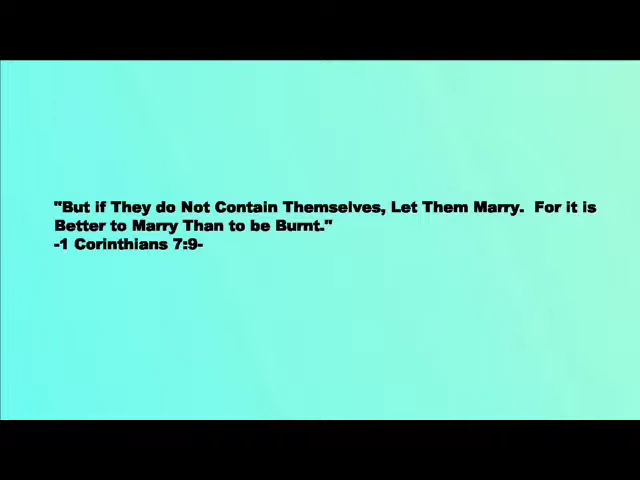 "But if They do Not Contain Themselves, Let Them Marry.  For it is
Better to Marry Than to be Burnt."
-1 Corinthians 7:9-